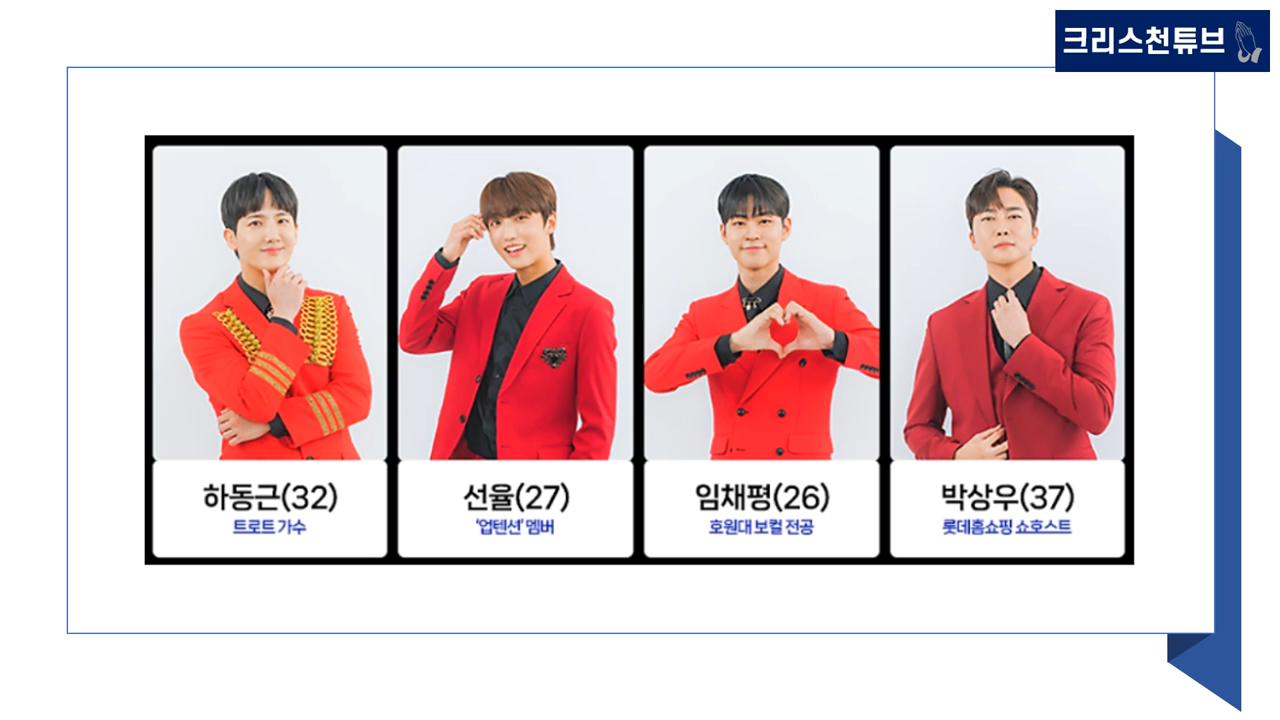 크리스천튜브
하동근(32)
트로트 가수
선율(27)
'업텐션' 멤버
임채평(26)
호원대 보컬 전공
박상우(37)
롯데홈쇼핑 쇼호스트